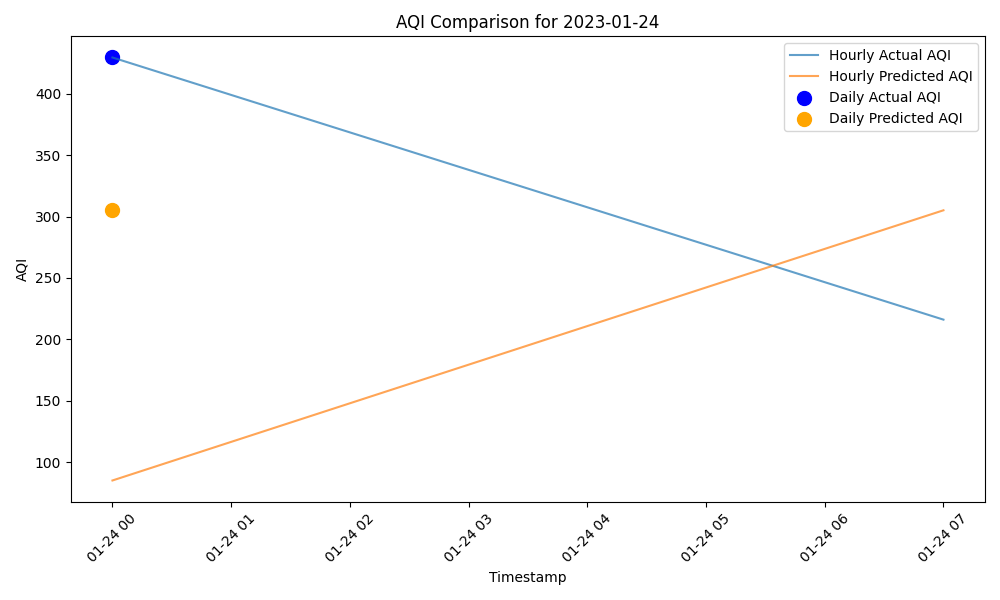 AQI Comparison for 2023-01-24
Hourly Actual AQI
Hourly Predicted AQI
Daily Actual AQI
Daily Predicted AQI
AQI
400
350
300
250
200
150
100
01-24 00
01-24 01
01-24 02
01-24 03
01-24 04
01-24 05
01-24 06
01-24 07
Timestamp